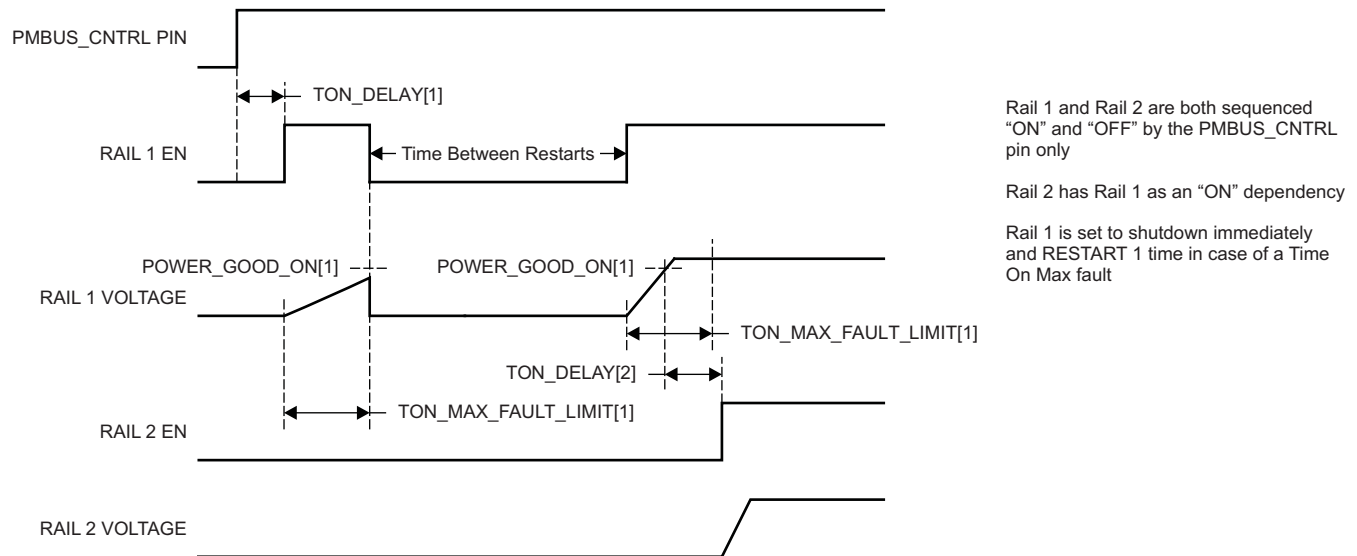 PMBUS_CNTRL PIN
TON_DELAY[1]
RAIL 1 EN
Time Between Restarts
POWER_GOOD_ON[1]
POWER_GOOD_ON[1]
RAIL 1 VOLTAGE
TON_MAX_FAULT_LIMIT[1]
TON_DELAY[2]
TON_MAX_FAULT_LIMIT[1]
RAIL 2 EN
RAIL 2 VOLTAGE
Rail 1 and Rail 2 are both sequenced
“ON” and “OFF” by the PMBUS_CNTRL
pin only
Rail 2 has Rail 1 as an “ON” dependency
Rail 1 is set to shutdown immediately
and RESTART 1 time in case of a Time
On Max fault